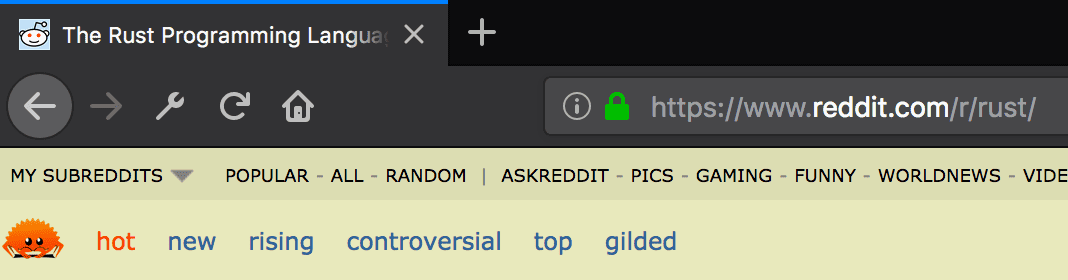 The Rust Programming Langua
https://www.reddit.com/r/rust/
MY SUBREDDITS POPULAR - ALL - RANDOM | ASKREDDIT - PICS - GAMING - FUNNY - WORLDNEWS - VIDE
hot new rising controversial top gilded